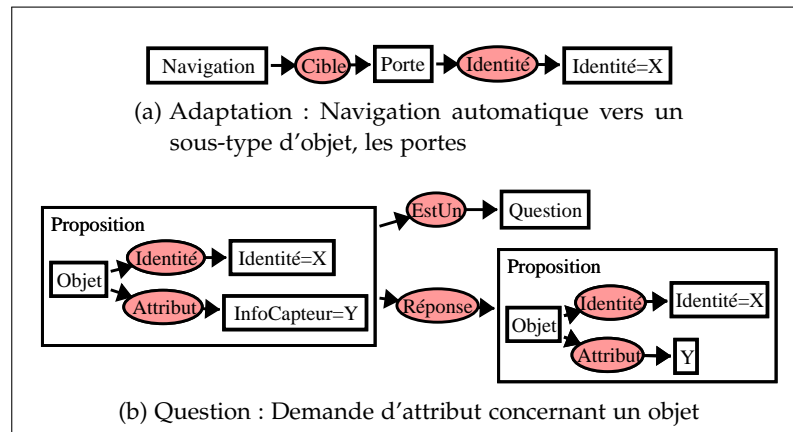 Navigation Cible Porte Identité Identité=X
(a) Adaptation : Navigation automatique vers un
sous-type d'objet, les portes
EstUn Question
Proposition
Identité Identité=X
Objet
Attribut InfoCapteur=Y
Réponse
Proposition
Identité Identité=X
Objet
Attribut Y
(b) Question : Demande d'attribut concernant un objet